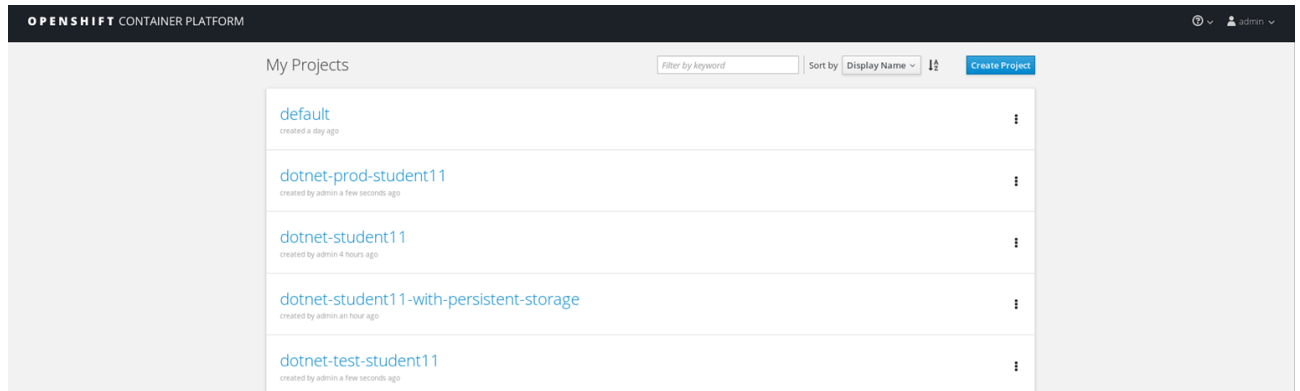 OPENSHIFT CONTAINER PLATFORM
admin
My Projects
Filter by keyword
Sort by
Display Name
Create Project
default
created a day ago
dotnet-prod-student11
created by admin a few seconds ago
dotnet-student11
created by admin 4 hours ago
dotnet-student11-with-persistent-storage
created by admin an hour ago
dotnet-test-student11
created by admin a few seconds ago